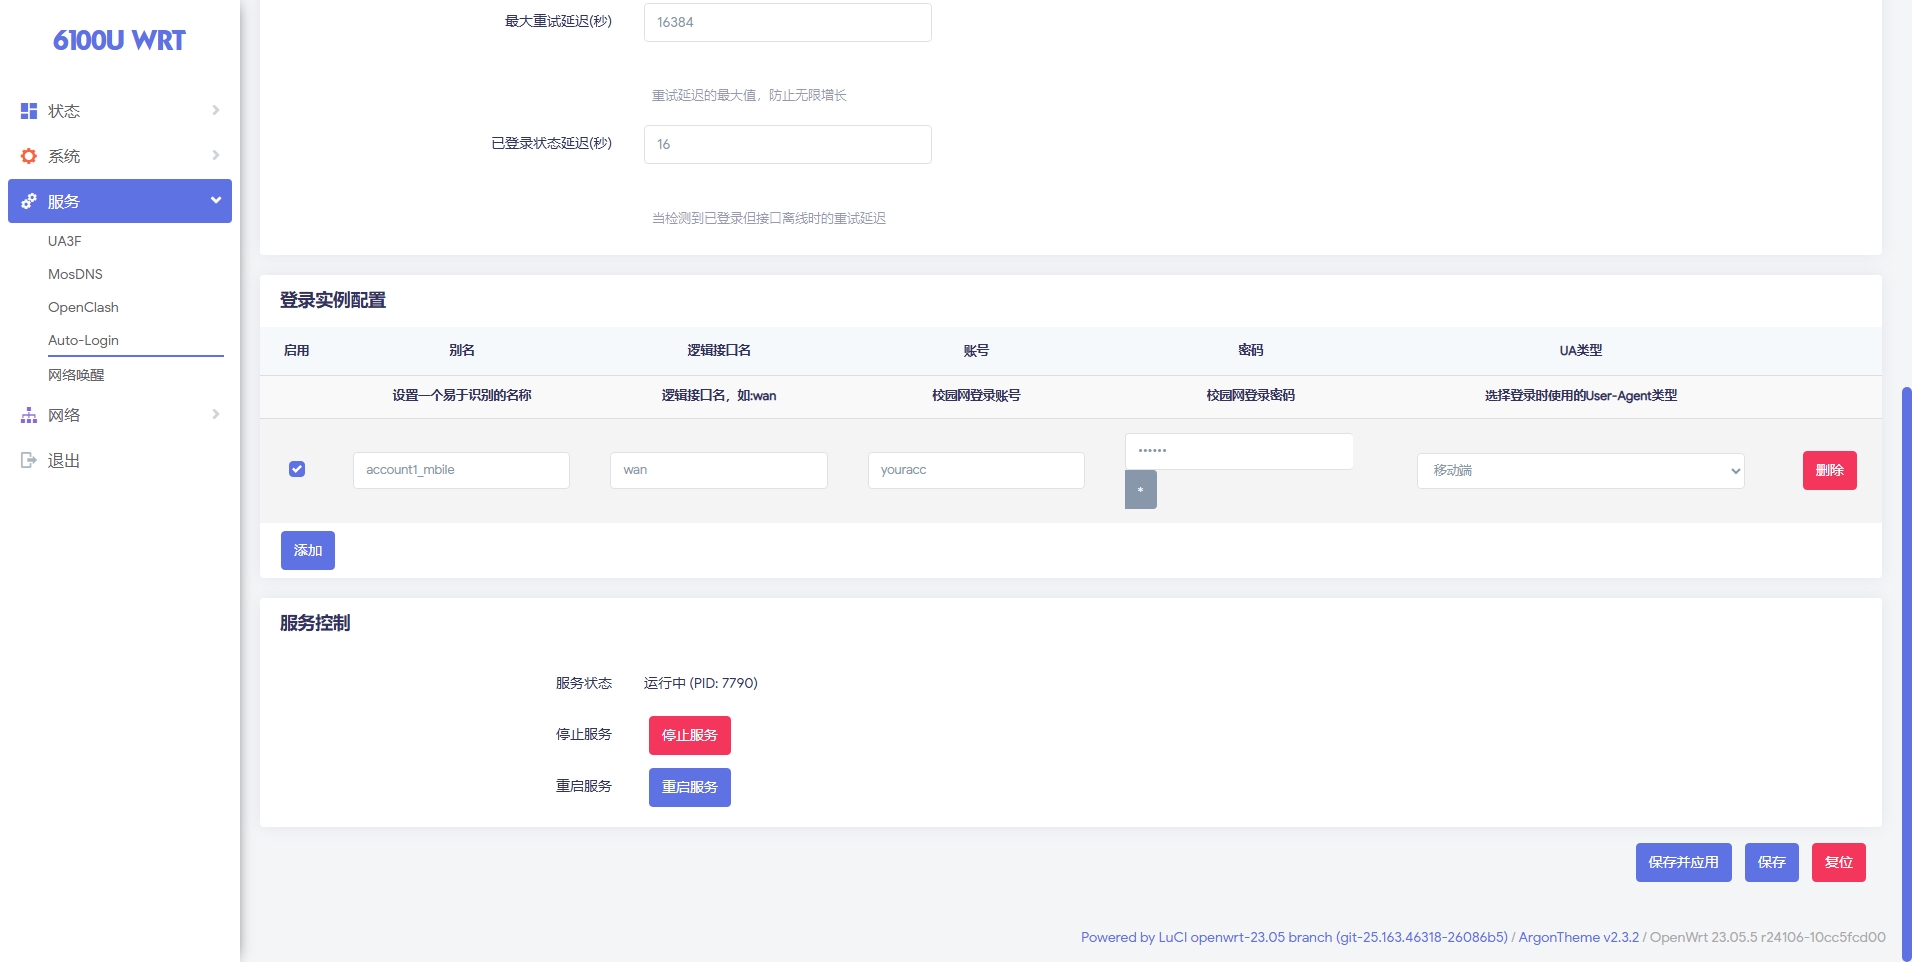 6100U WRT
状态
系统
服务
UA3F
MosDNS
OpenClash
Auto-Login
网络唤醒
网络
退出
最大重试延迟(秒)
16384
重试延迟的最大值，防止无限增长
已登录状态延迟(秒)
16
当检测到已登录但接口离线时的重试延迟
登录实例配置
启用 别名 逻辑接口名 账号 密码 UA类型
设置一个易于识别的名称 逻辑接口名，如:wan 校园网登录账号 校园网登录密码 选择登录时使用的User-Agent类型
account1_mbile wan youracc •••••• 移动端 删除
*
添加
服务控制
服务状态 运行中 (PID: 7790)
停止服务 停止服务
重启服务 重启服务
保存并应用 保存 复位
Powered by LuCI openwrt-23.05 branch (git-25.163.46318-26086b5) / ArgonTheme v2.3.2 / OpenWrt 23.05.5 r24106-10cc5fcd00